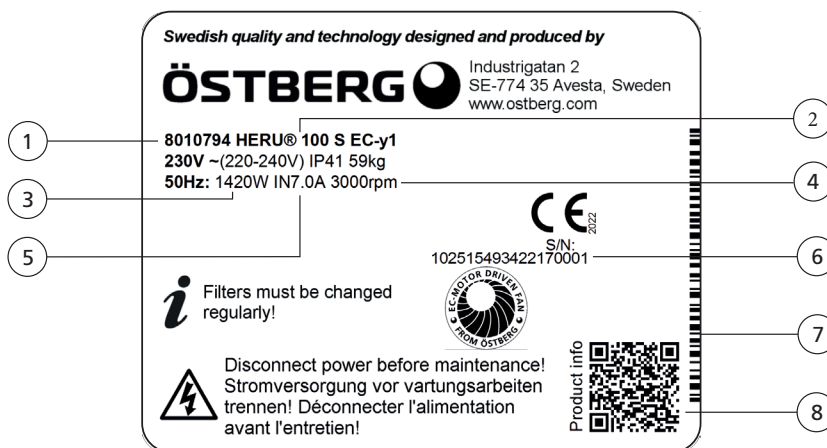 Swedish quality and technology designed and produced by
ÖSTBERG
Industrigatan 2
SE-774 35 Avesta, Sweden
www.ostberg.com
1
2
8010794 HERU® 100 S EC-y1
230V ~(220-240V) IP41 59kg
3
50Hz: 1420W IN7.0A 3000rpm
4
CE
2022
5
S/N:
102515493422170001
6
i
Filters must be changed
regularly!
EC-MOTOR DRIVEN FAN
FROM ÖSTBERG
7
Disconnect power before maintenance!
Stromversorgung vor vartungsarbeiten
trennen! Déconnecter l'alimentation
avant l'entretien!
Product info
8